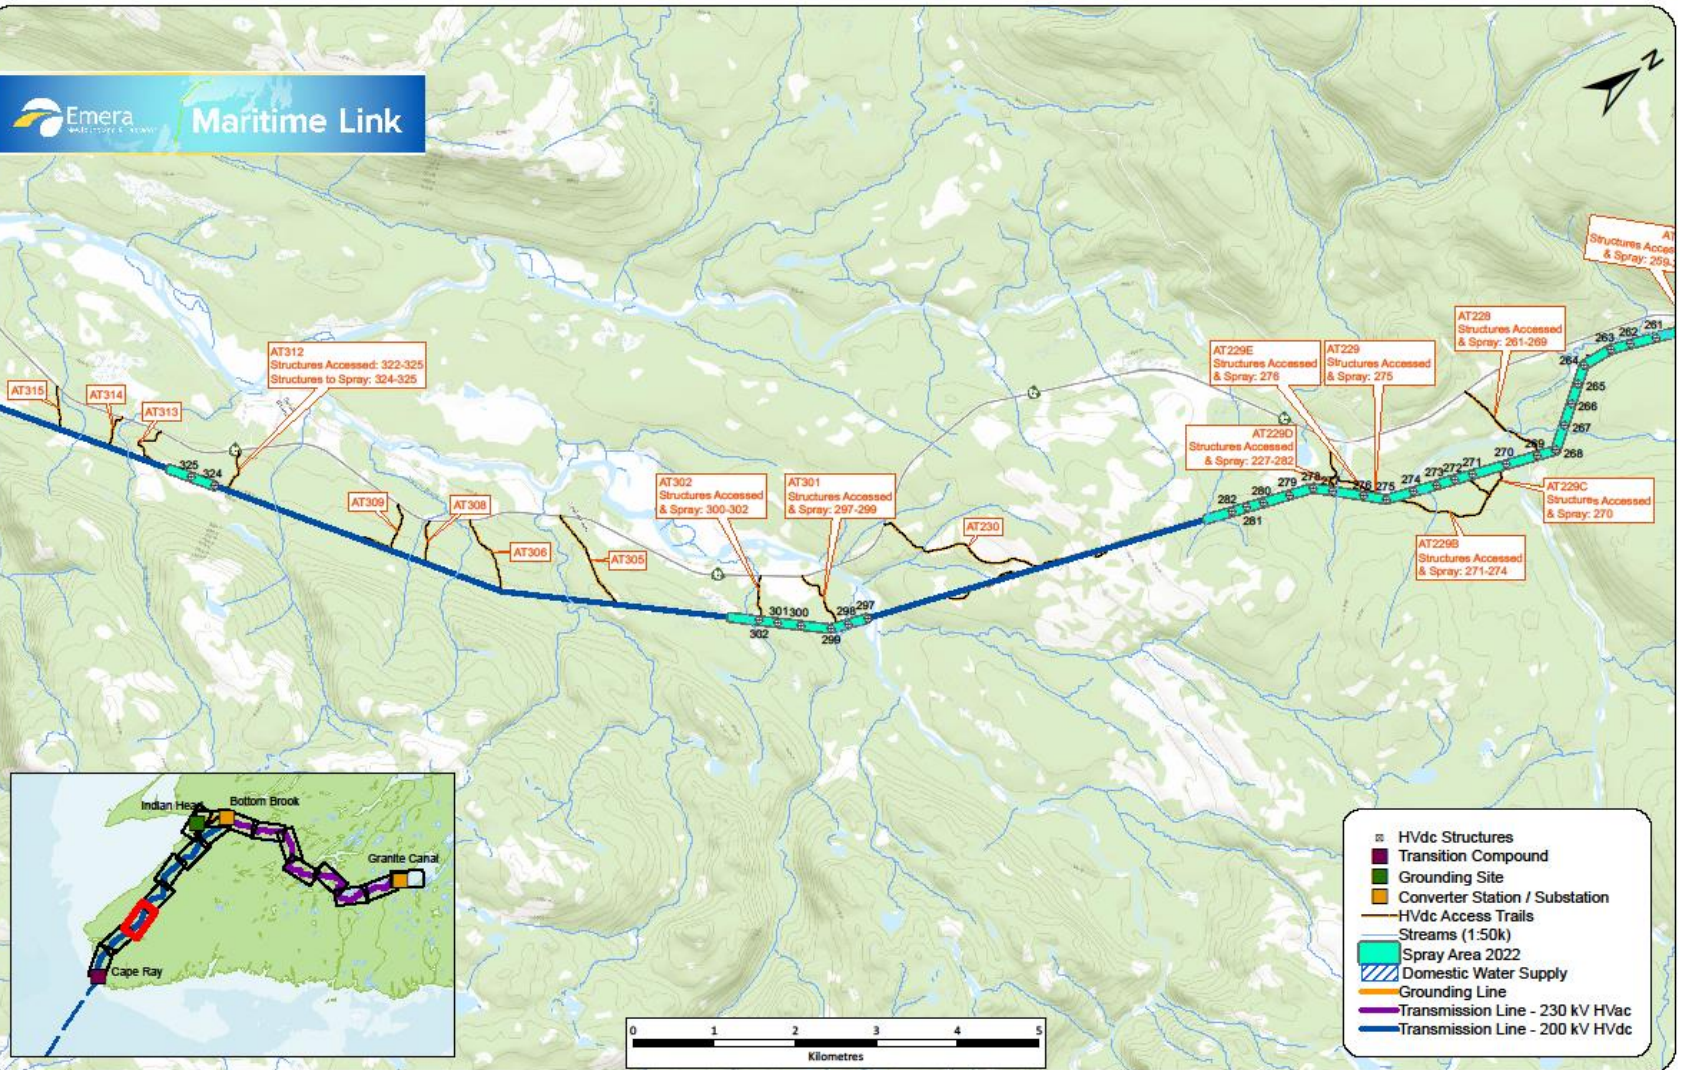 Emera
Maritime Link
N
AT
Structures Acces
& Spray: 259-
AT228
Structures Accessed
& Spray: 261-269
AT229E
Structures Accessed
& Spray: 276
AT229
Structures Accessed
& Spray: 275
AT312
Structures Accessed: 322-325
Structures to Spray: 324-325
AT315
AT314
AT313
AT229D
Structures Accessed
& Spray: 227-282
264
263
262
261
265
266
267
268
269
270
271
272
273
274
275
276
278
279
280
281
282
325
324
AT302
Structures Accessed
& Spray: 300-302
AT301
Structures Accessed
& Spray: 297-299
AT229C
Structures Accessed
& Spray: 270
AT309
AT308
AT306
AT305
AT230
AT229B
Structures Accessed
& Spray: 271-274
301
300
298
297
302
299
Indian Head
Bottom Brook
Granite Canal
Cape Ray
0 1 2 3 4 5
Kilometres
HVdc Structures
Transition Compound
Grounding Site
Converter Station / Substation
HVdc Access Trails
Streams (1:50k)
Spray Area 2022
Domestic Water Supply
Grounding Line
Transmission Line - 230 kV HVac
Transmission Line - 200 kV HVdc